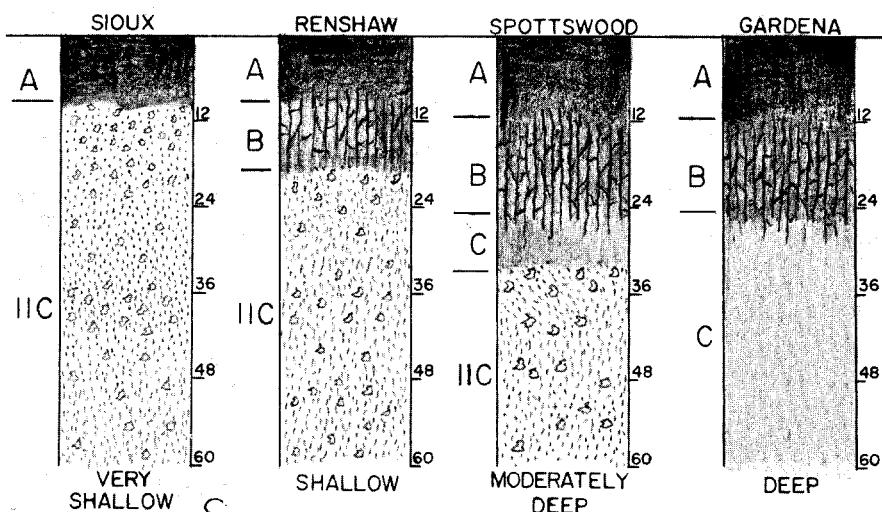 SIOUX
A
12
24
IIC
36
48
60
VERY
SHALLOW
RENSHAW
A
B
12
24
IIC
36
48
60
SHALLOW
SPOTTSWOOD
A
12
B
24
C
36
IIC
48
60
MODERATELY
DEEP
GARDENA
A
12
B
24
36
C
48
60
DEEP